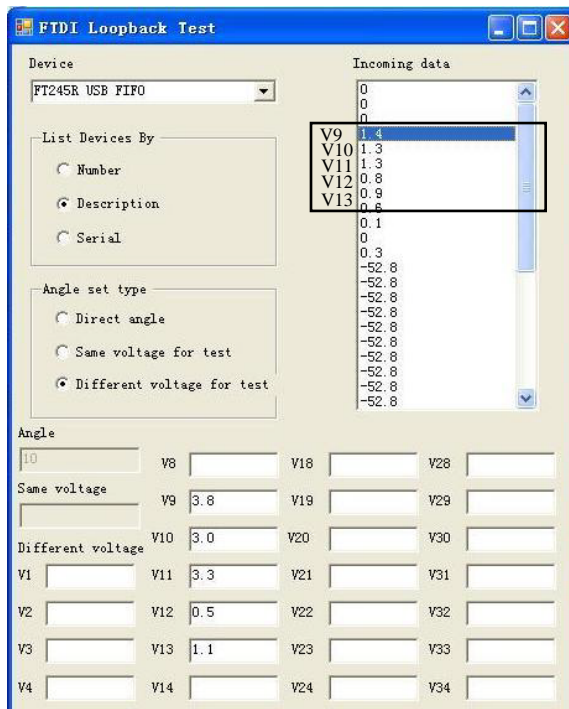 FTDI Loopback Test
Device
FT245R USB FIFO
List Devices By
Number
Description
Serial
Angle set type
Direct angle
Same voltage for test
Different voltage for test
Incoming data
0
0
0
V9 1.4
V10 1.3
V11 1.3
V12 0.8
V13 0.9
0.6
0.1
0
0.3
-52.8
-52.8
-52.8
-52.8
-52.8
-52.8
-52.8
-52.8
-52.8
-52.8
Angle
10
Same voltage
Different voltage
V1
V2
V3
V4
V8
V9 3.8
V10 3.0
V11 3.3
V12 0.5
V13 1.1
V14
V18
V19
V20
V21
V22
V23
V24
V28
V29
V30
V31
V32
V33
V34